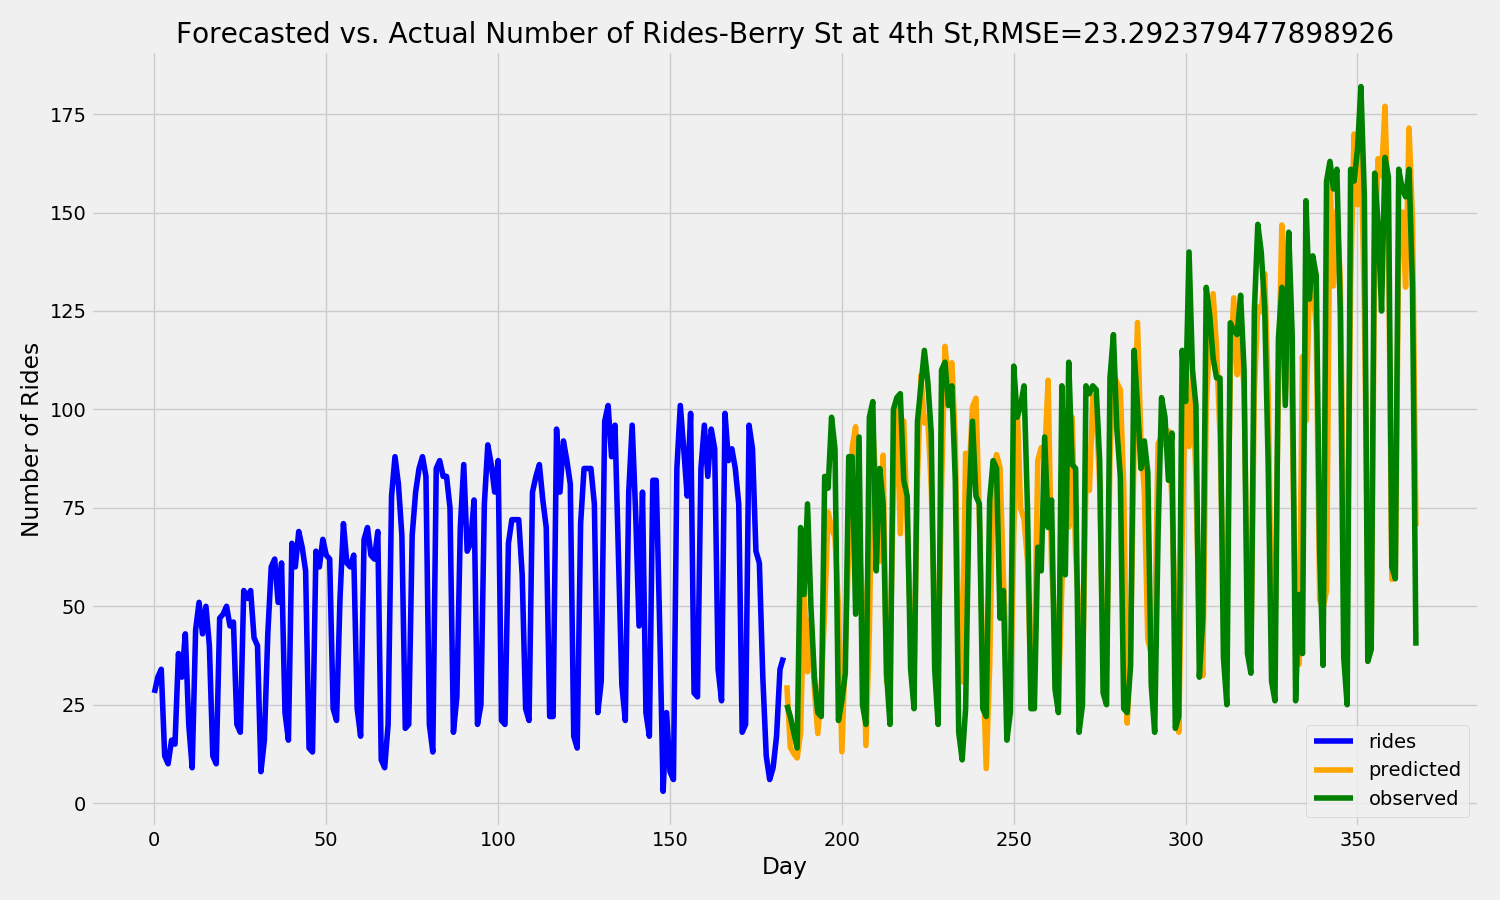 Forecasted vs. Actual Number of Rides-Berry St at 4th St,RMSE=23.292379477898926
Number of Rides
175
150
125
100
75
50
25
0
0 50 100 150 200 250 300 350
Day
rides
predicted
observed